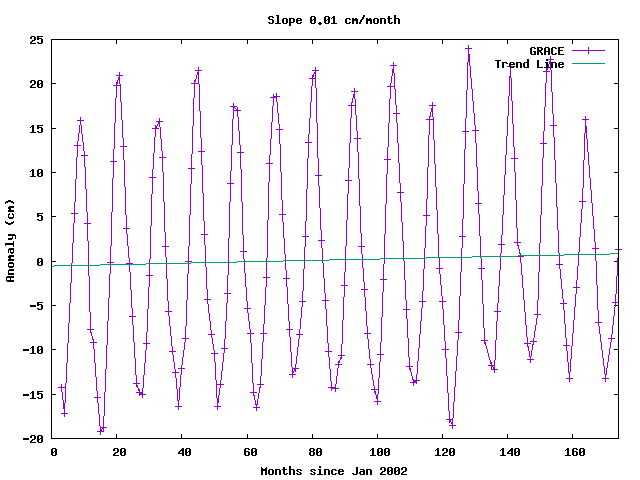 Slope 0.01 cm/month
GRACE
Trend Line
25
20
15
10
5
0
-5
-10
-15
-20
Anomaly (cm)
0 20 40 60 80 100 120 140 160
Months since Jan 2002